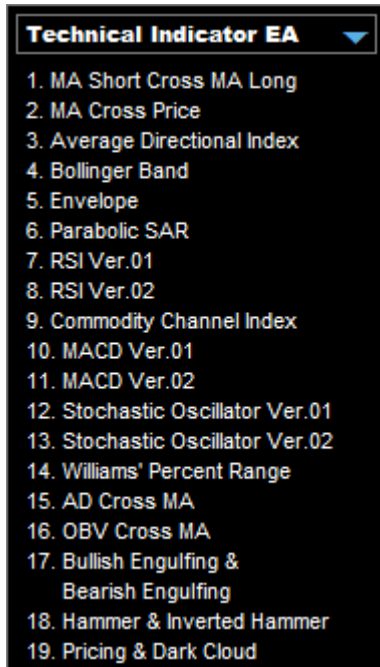 Technical Indicator EA
1. MA Short Cross MA Long
2. MA Cross Price
3. Average Directional Index
4. Bollinger Band
5. Envelope
6. Parabolic SAR
7. RSI Ver.01
8. RSI Ver.02
9. Commodity Channel Index
10. MACD Ver.01
11. MACD Ver.02
12. Stochastic Oscillator Ver.01
13. Stochastic Oscillator Ver.02
14. Williams' Percent Range
15. AD Cross MA
16. OBV Cross MA
17. Bullish Engulfing &
Bearish Engulfing
18. Hammer & Inverted Hammer
19. Pricing & Dark Cloud